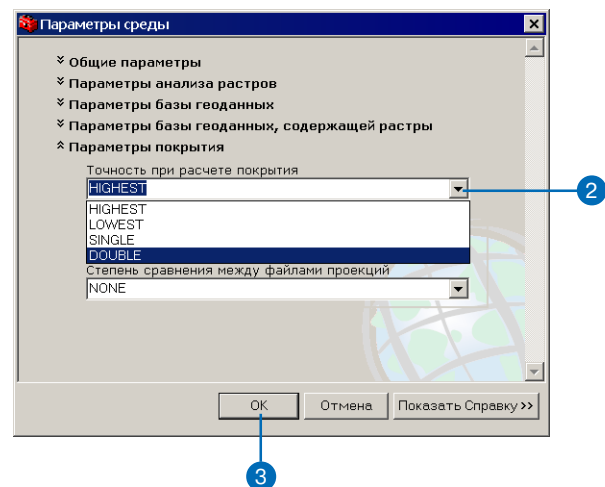 Параметры среды
Общие параметры
Параметры анализа растров
Параметры базы геоданных
Параметры базы геоданных, содержащей растры
Параметры покрытия
Точность при расчете покрытия
HIGHEST
2
HIGHEST
LOWEST
SINGLE
DOUBLE
Степень сравнения между файлами проекций
NONE
OK
Отмена
Показать Справку >>
3